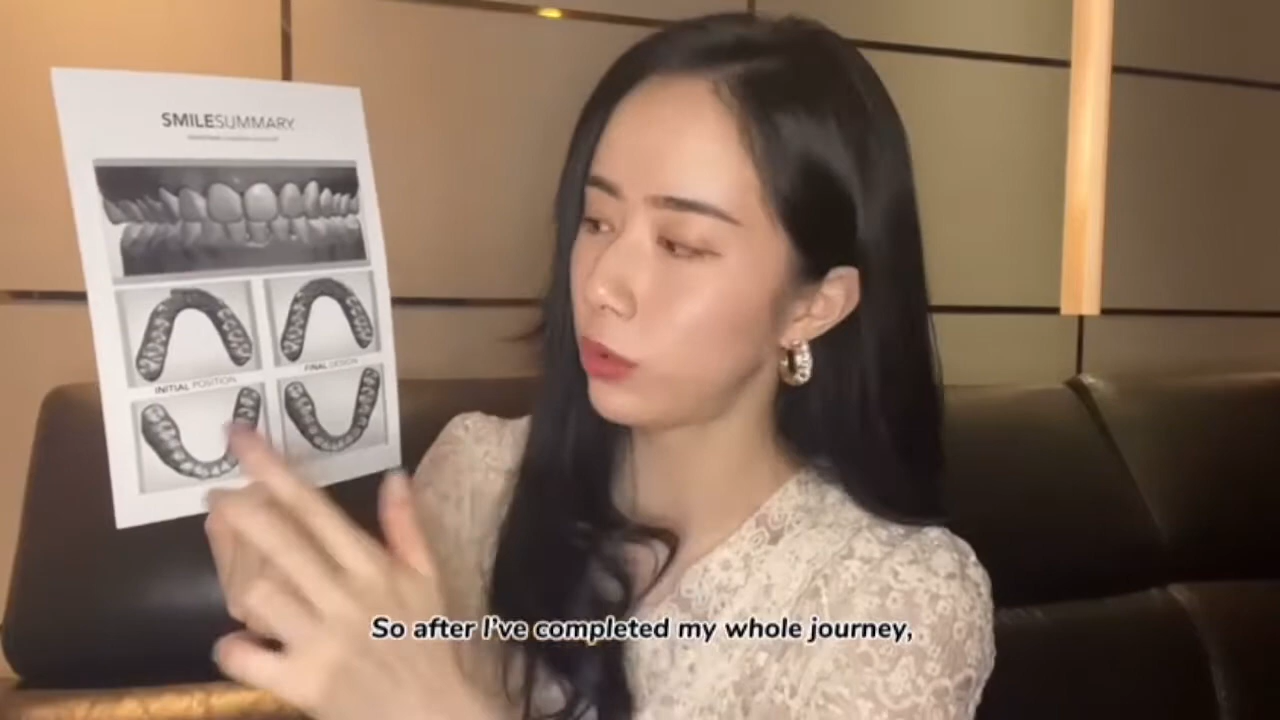 SMILESUMMARY
INITIAL POSITION
FINAL DESIGN
So after I've completed my whole journey,